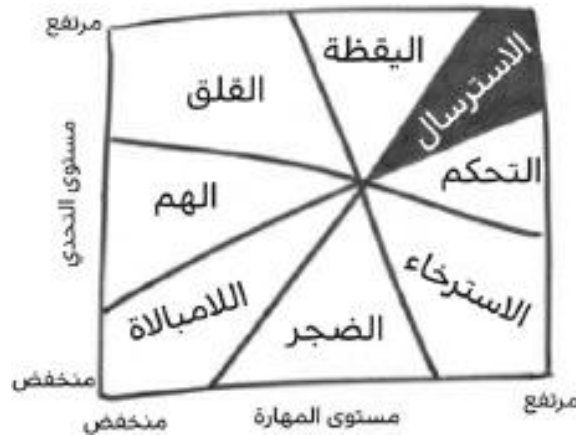 مرتفع
اليقظة
الاسترسال
القلق
التحكم
مستوى التحدي
الهم
الاسترخاء
اللامبالاة
الضجر
منخفض
مرتفع
منخفض
مستوى المهارة